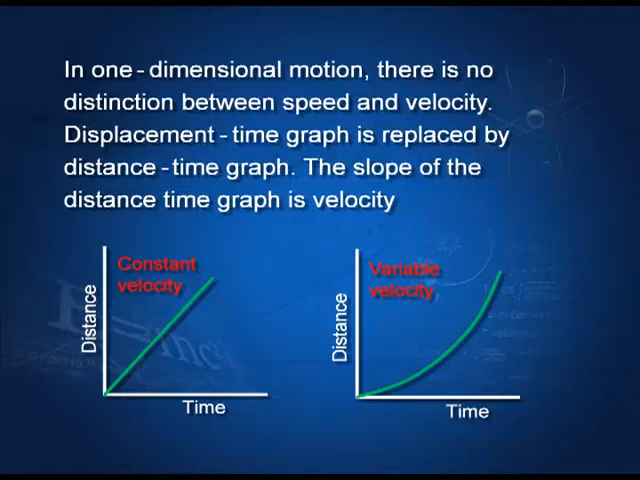 In one - dimensional motion, there is no
distinction between speed and velocity.
Displacement - time graph is replaced by
distance - time graph. The slope of the
distance time graph is velocity
Constant
velocity
Distance
Time
Variable
velocity
Distance
Time